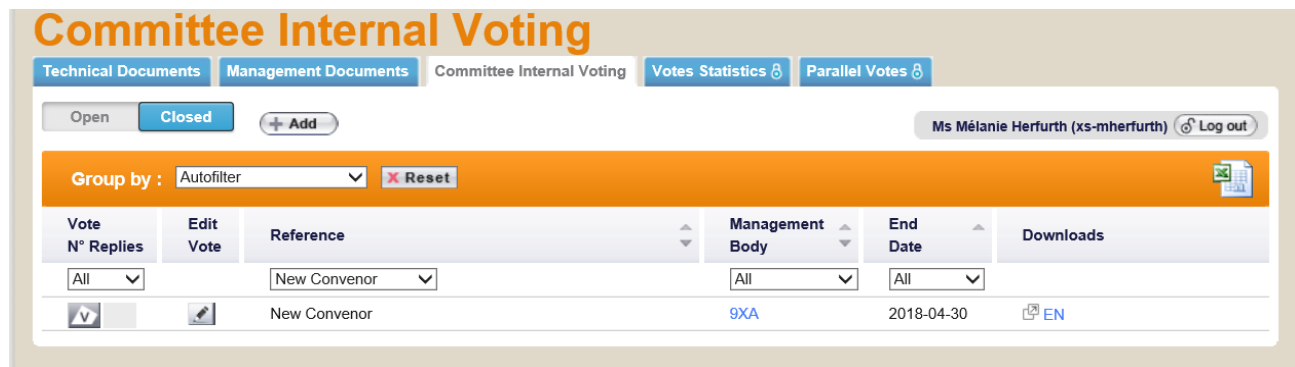 Committee Internal Voting
Technical Documents Management Documents Committee Internal Voting Votes Statistics Parallel Votes
Open Closed + Add Ms Mélanie Herfurth (xs-mherfurth) Log out
Group by : Autofilter X Reset
Vote Edit Reference Management End Downloads
N° Replies Vote Body Date
All New Convenor All All
V New Convenor 9XA 2018-04-30 EN